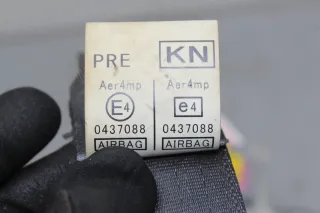 PRE KN
Aer4mp Aer4mp
E4 e4
0437088 0437088
AIRBAG AIRBAG